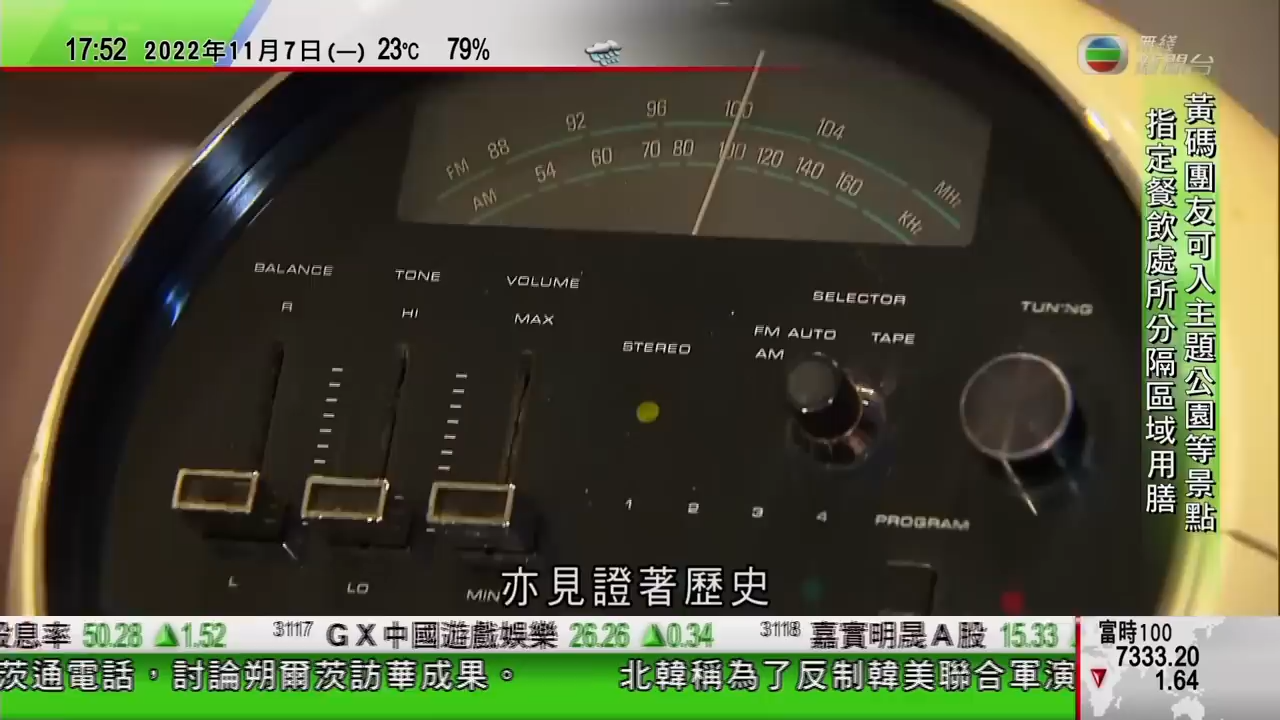 17:52 2022年11月7日(一) 23℃ 79%
無綫
新聞台
黃碼團友可入主題公園等景點
指定餐飲處所分隔區域用膳
FM 88 92 96 100 104 MHz
AM 54 60 70 80 100 120 140 160 KHz
BALANCE TONE VOLUME
R HI MAX
SELECTOR TUNING
FM AUTO TAPE
AM
STEREO
1 2 3 4 PROGRAM
L LO MIN
亦見證著歷史
股息率 50.28 ▲1.52 3117 GX中國遊戲娛樂 26.26 ▲0.34 3118 嘉實明晟A股 15.33
茨通電話，討論朔爾茨訪華成果。 北韓稱為了反制韓美聯合軍演
富時100
7333.20
▼ 1.64